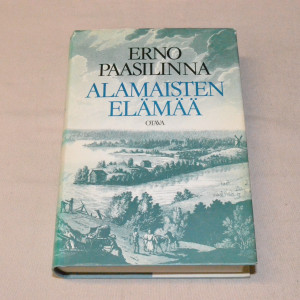 ERNO
PAASILINNA
ALAMAISTEN
ELÄMÄÄ
OTAVA